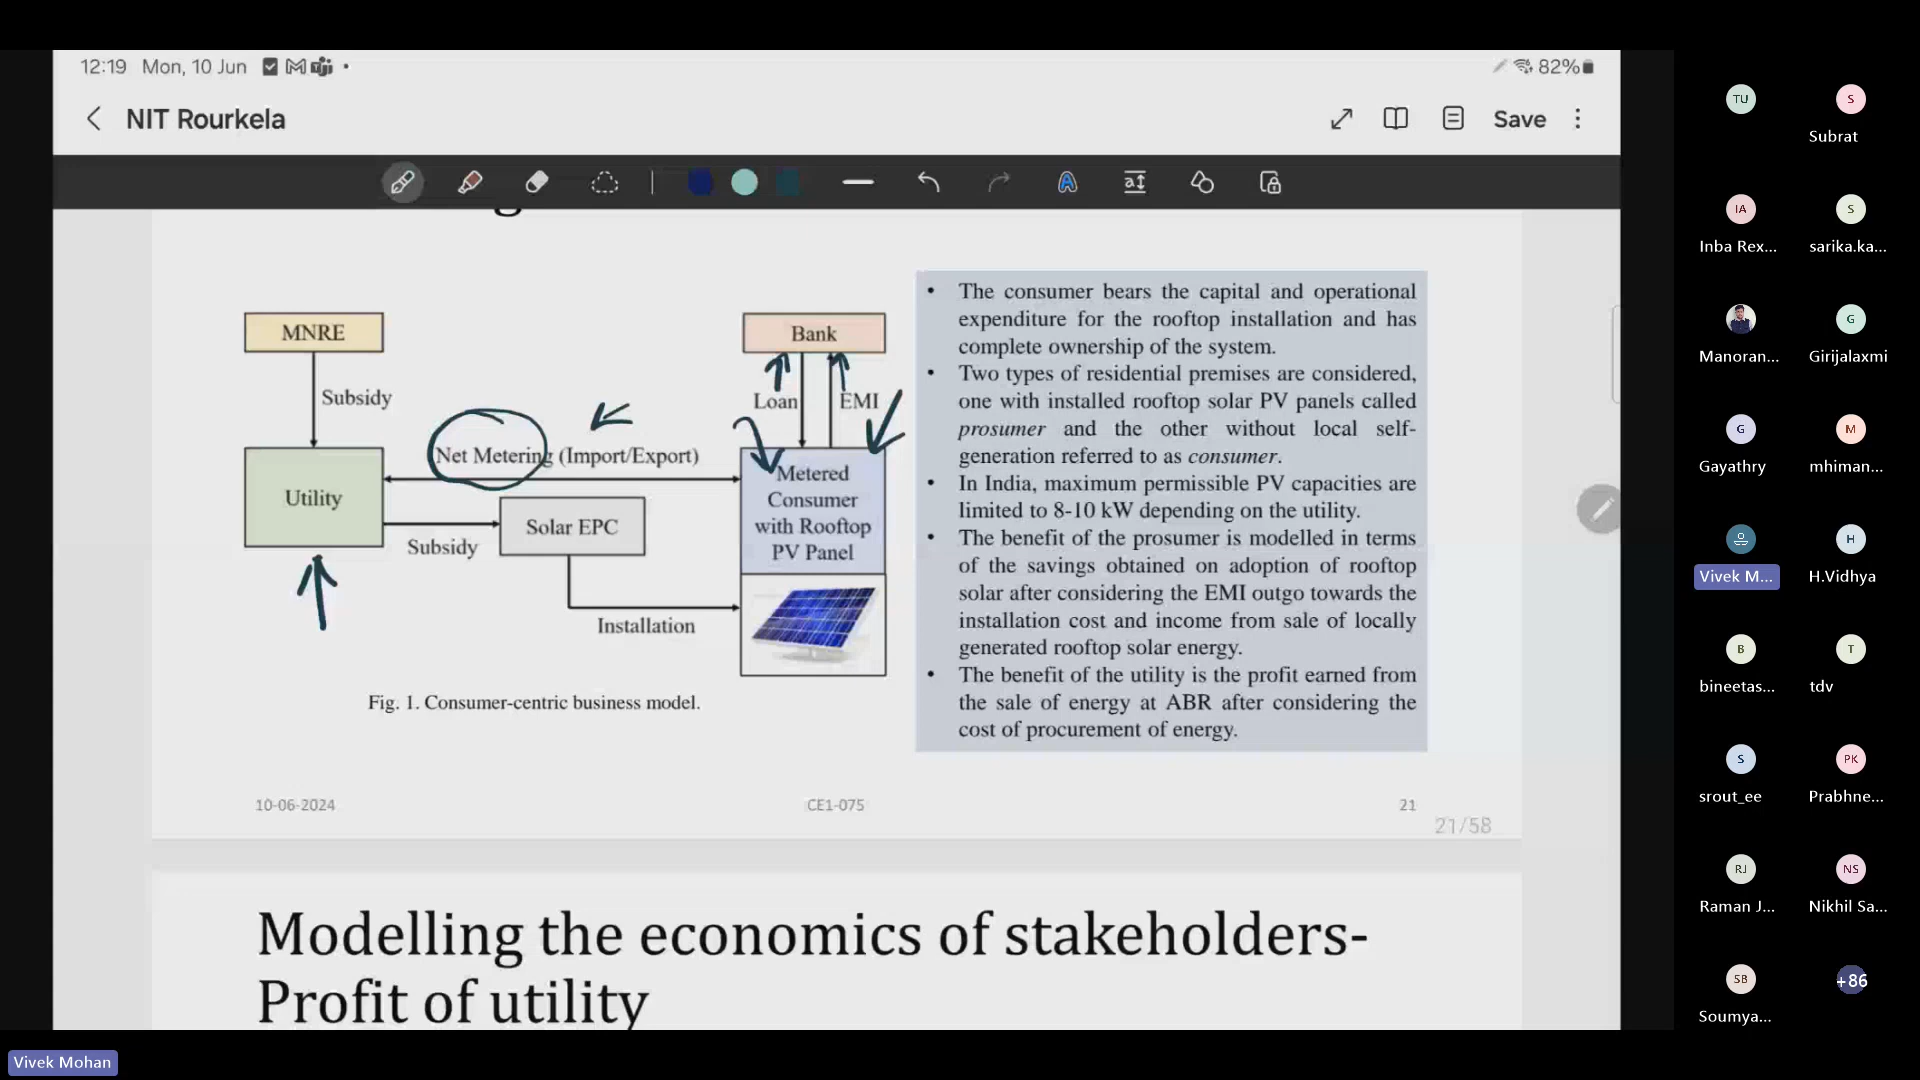 12:19 Mon, 10 Jun
82%
NIT Rourkela
Save
MNRE
Subsidy
Bank
Loan
EMI
Net Metering (Import/Export)
Utility
Subsidy
Solar EPC
Installation
Metered
Consumer
with Rooftop
PV Panel
Fig. 1. Consumer-centric business model.
• The consumer bears the capital and operational
expenditure for the rooftop installation and has
complete ownership of the system.
• Two types of residential premises are considered,
one with installed rooftop solar PV panels called
prosumer and the other without local self-
generation referred to as consumer.
• In India, maximum permissible PV capacities are
limited to 8-10 kW depending on the utility.
• The benefit of the prosumer is modelled in terms
of the savings obtained on adoption of rooftop
solar after considering the EMI outgo towards the
installation cost and income from sale of locally
generated rooftop solar energy.
• The benefit of the utility is the profit earned from
the sale of energy at ABR after considering the
cost of procurement of energy.
10-06-2024
CE1-075
21
21/58
Modelling the economics of stakeholders-
Profit of utility
TU
S
Subrat
IA
Inba Rex...
S
sarika.ka...
Manoran...
G
Girijalaxmi
G
Gayathry
M
mhiman...
Vivek M...
H
H.Vidhya
B
bineetas...
T
tdv
S
srout_ee
PK
Prabhne...
RJ
Raman J...
NS
Nikhil Sa...
SB
Soumya...
+86
Vivek Mohan